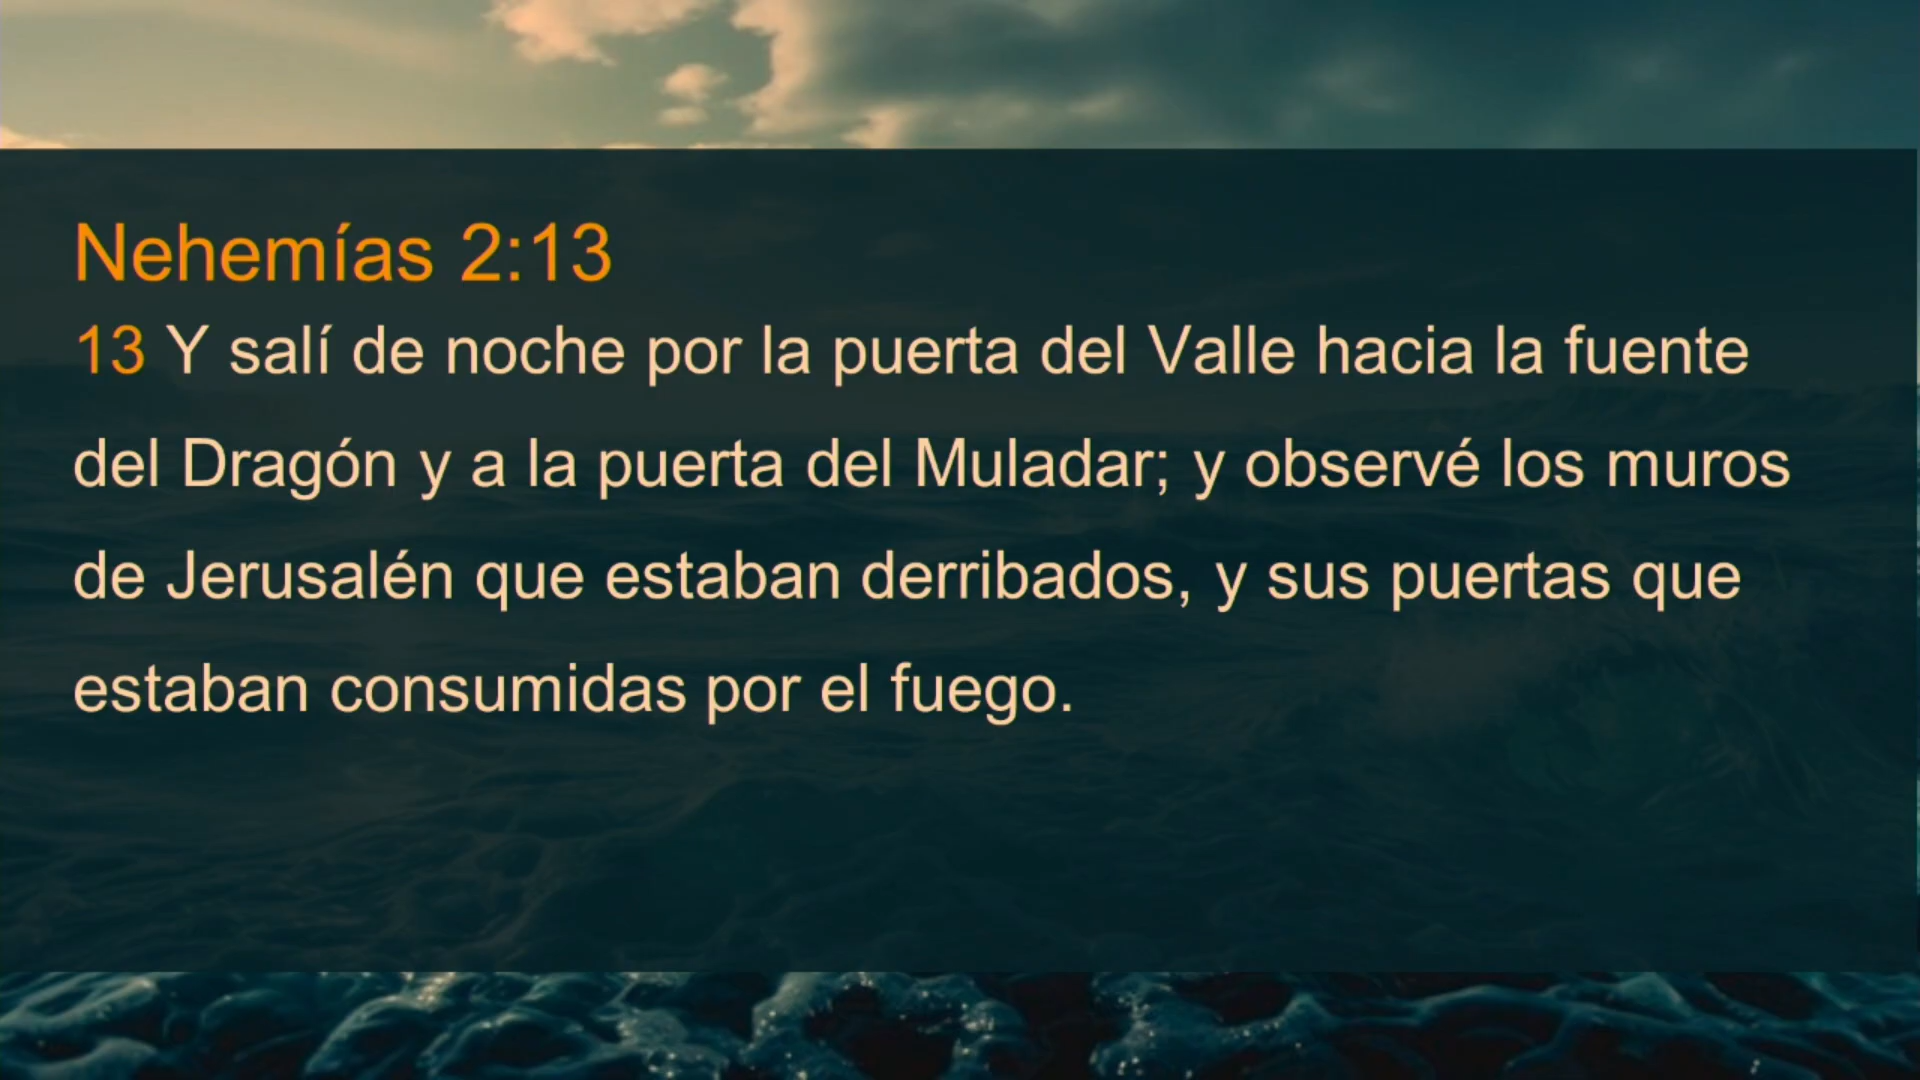 Nehemías 2:13
13 Y salí de noche por la puerta del Valle hacia la fuente
del Dragón y a la puerta del Muladar; y observé los muros
de Jerusalén que estaban derribados, y sus puertas que
estaban consumidas por el fuego.